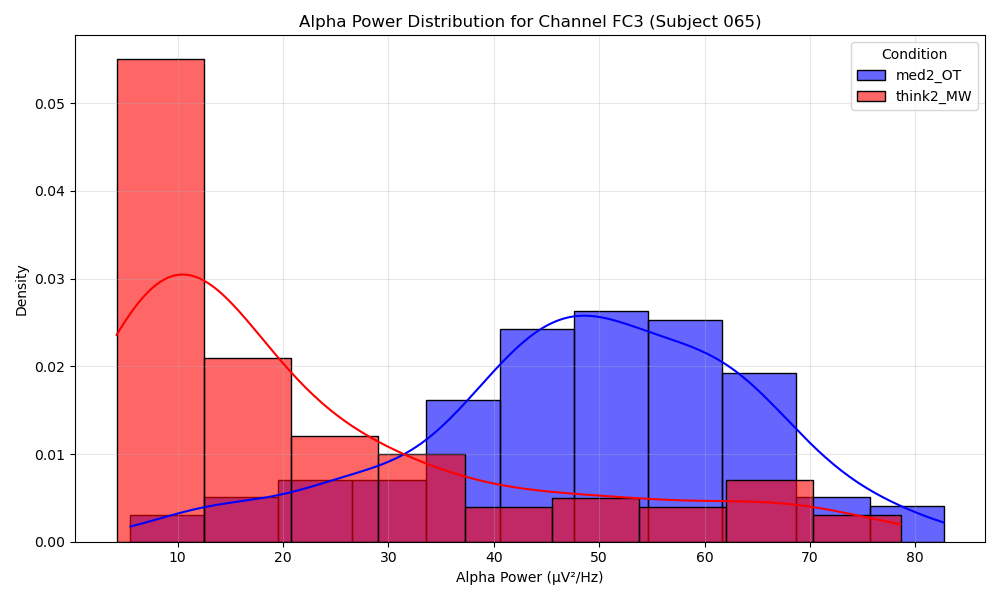 Alpha Power Distribution for Channel FC3 (Subject 065)
Condition
med2_OT
think2_MW
0.05
0.04
0.03
0.02
0.01
0.00
Density
10 20 30 40 50 60 70 80
Alpha Power (μV²/Hz)